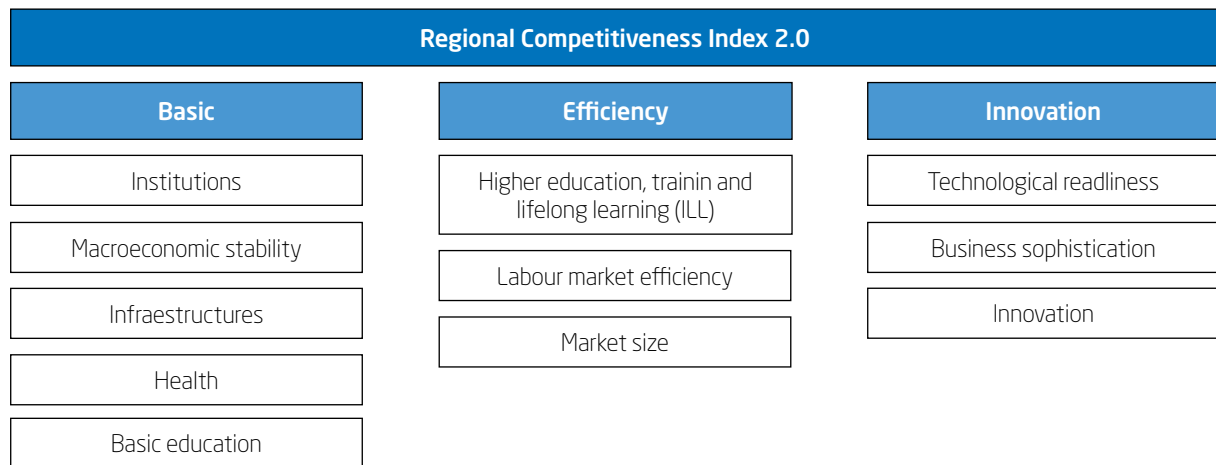 Regional Competitiveness Index 2.0
Basic
Institutions
Macroeconomic stability
Infraestructures
Health
Basic education
Efficiency
Higher education, trainin and
lifelong learning (ILL)
Labour market efficiency
Market size
Innovation
Technological readliness
Business sophistication
Innovation